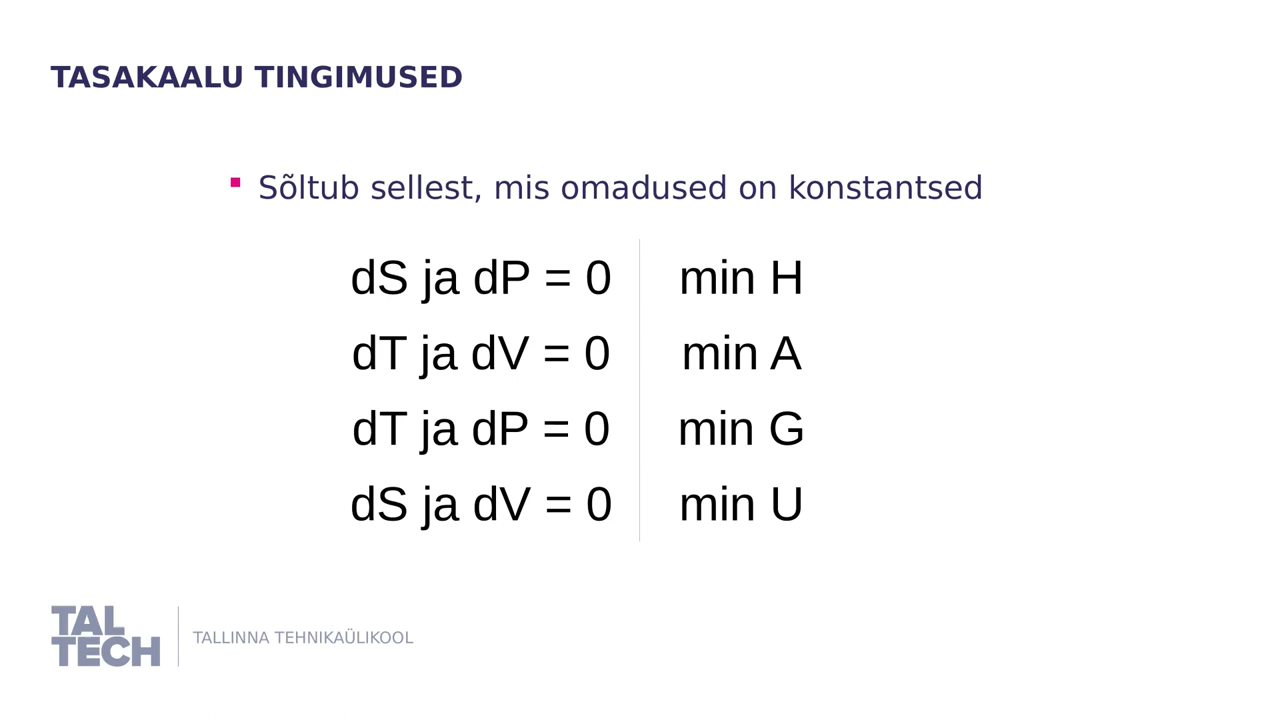 TASAKAALU TINGIMUSED
Sõltub sellest, mis omadused on konstantsed
dS ja dP = 0 min H
dT ja dV = 0 min A
dT ja dP = 0 min G
dS ja dV = 0 min U
TAL
TECH
TALLINNA TEHNIKAÜLIKOOL